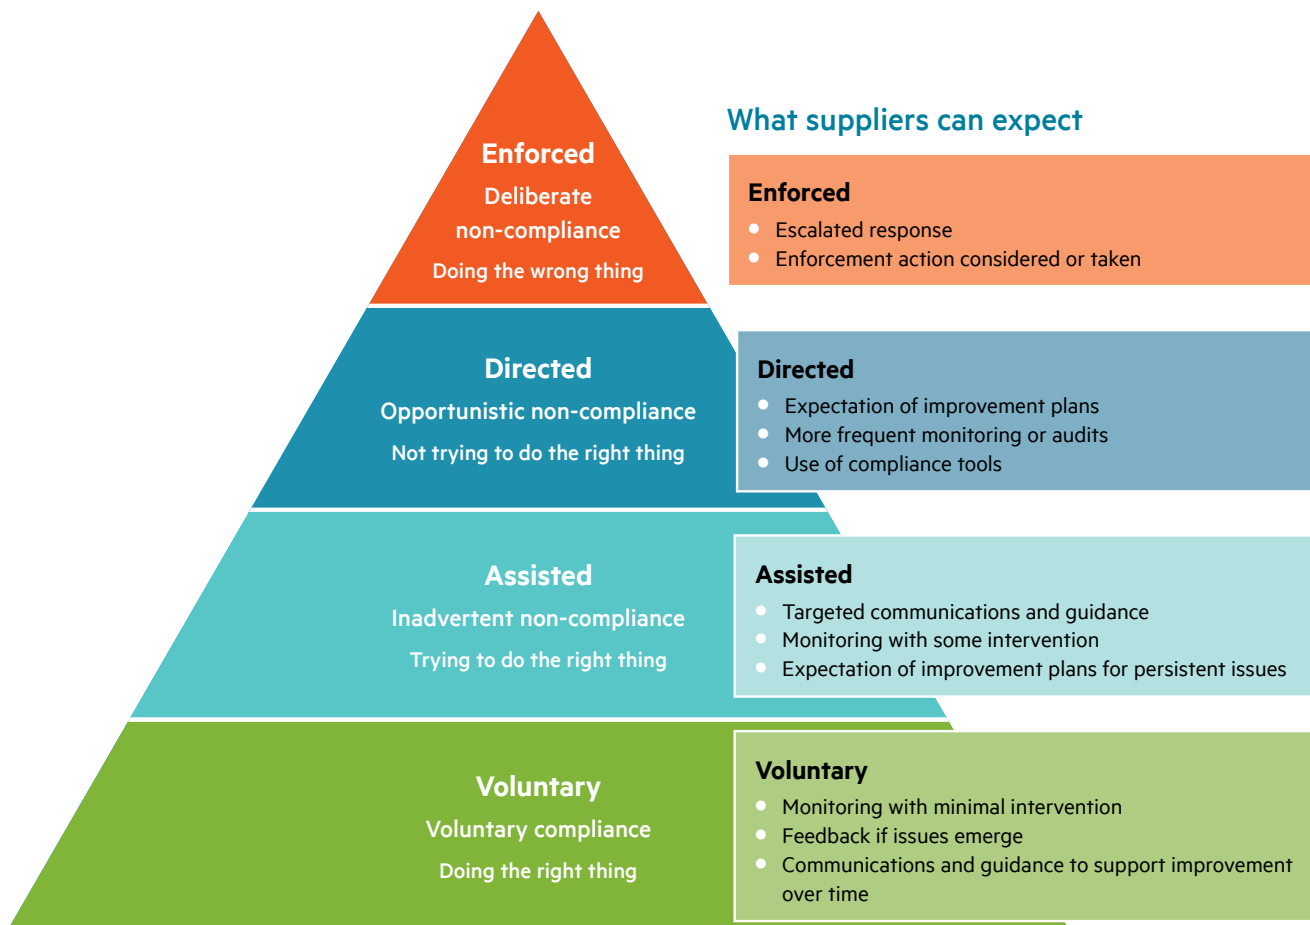 What suppliers can expect
Enforced
Deliberate
non-compliance
Doing the wrong thing
Enforced
Escalated response
Enforcement action considered or taken
Directed
Opportunistic non-compliance
Not trying to do the right thing
Directed
Expectation of improvement plans
More frequent monitoring or audits
Use of compliance tools
Assisted
Inadvertent non-compliance
Trying to do the right thing
Assisted
Targeted communications and guidance
Monitoring with some intervention
Expectation of improvement plans for persistent issues
Voluntary
Voluntary compliance
Doing the right thing
Voluntary
Monitoring with minimal intervention
Feedback if issues emerge
Communications and guidance to support improvement
over time